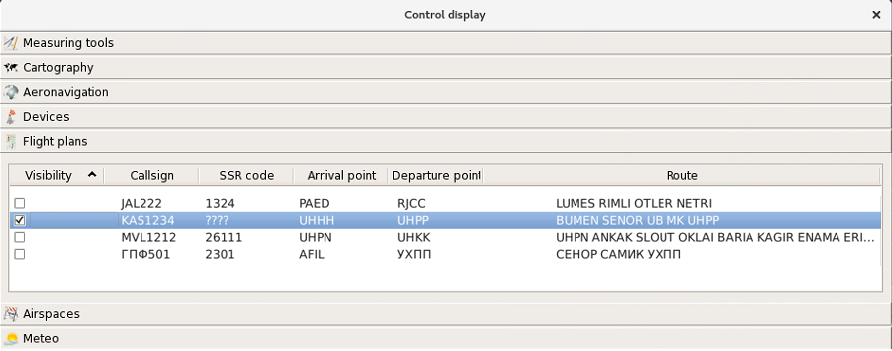 Control display
Measuring tools
Cartography
Aeronavigation
Devices
Flight plans
Visibility Callsign SSR code Arrival point Departure point Route
JAL222 1324 PAED RJCC LUMES RIMLI OTLER NETRI
KAS1234 ???? UHHH UHPP BUMEN SENOR UB MK UHPP
MVL1212 26111 UHPN UHKK UHPN ANKAK SLOUT OKLAI BARIA KAGIR ENAMA ERI...
ГПФ501 2301 AFIL УХПП СЕНОР САМИК УХПП
Airspaces
Meteo